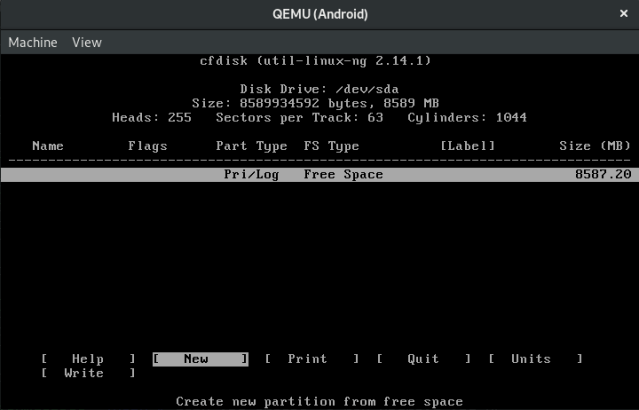 QEMU (Android) ×
Machine View
cfdisk (util-linux-ng 2.14.1)
Disk Drive: /dev/sda
Size: 8589934592 bytes, 8589 MB
Heads: 255 Sectors per Track: 63 Cylinders: 1044
Name Flags Part Type FS Type [Label] Size (MB)
Pri/Log Free Space 8587.20
[ Help ] [ New ] [ Print ] [ Quit ] [ Units ]
[ Write ]
Create new partition from free space